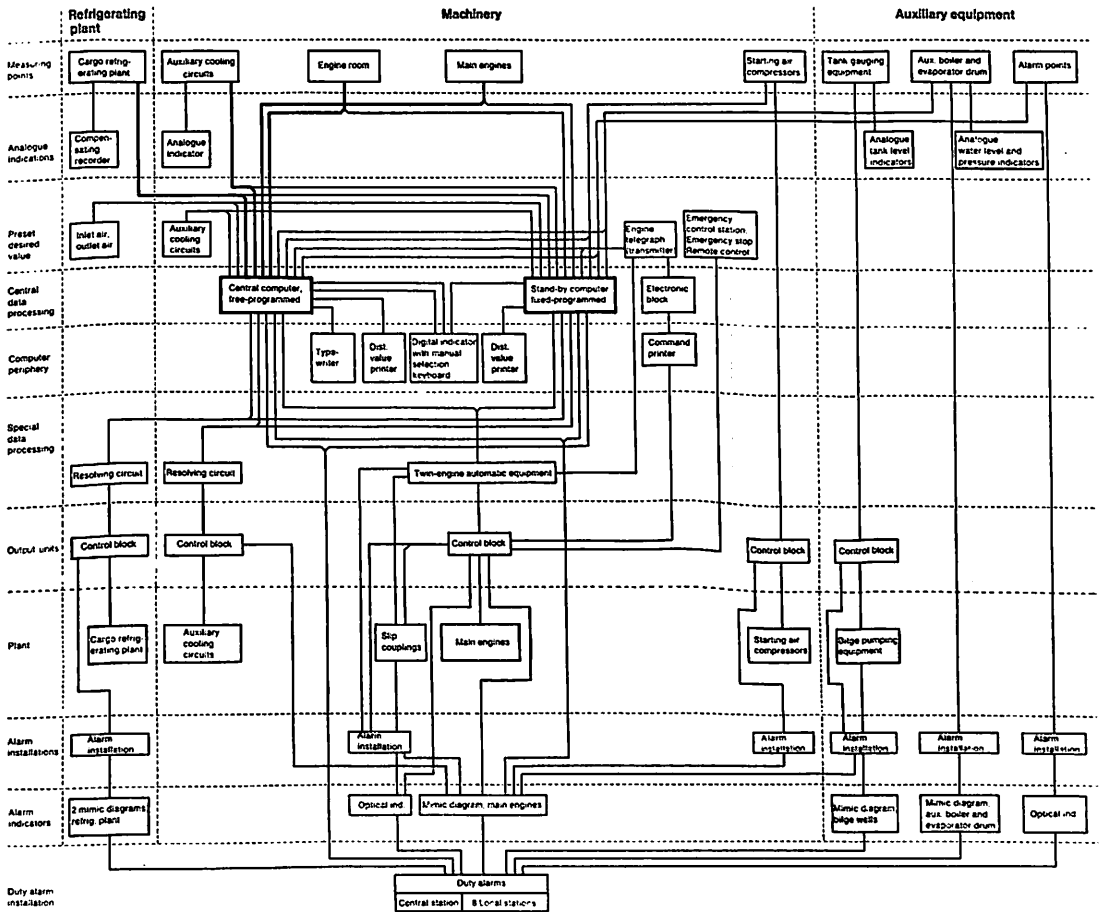 Refrigerating
plant
Machinery
Auxiliary equipment
Measuring
points
Cargo refrig-
erating plant
Auxiliary cooling
circuits
Engine room
Main engines
Starting air
compressors
Tank gauging
equipment
Aux. boiler and
evaporator drum
Alarm points
Analogue
indications
Compen-
sating
recorder
Analogue
indicator
Analogue
tank level
indicators
Analogue
water level and
pressure indicators
Preset
desired
value
Inlet air,
outlet air
Auxiliary
cooling
circuits
Engine
telegraph
(transmitter)
Emergency
control station,
Emergency stop
Remote control
Central
data
processing
Central computer,
free-programmed
Stand-by computer
fixed-programmed
Electronic
block
Computer
periphery
Type-
writer
Dist.
value
printer
Digital indicator
with manual
selection
keyboard
Dist.
value
printer
Command
printer
Special
data
processing
Resolving circuit
Resolving circuit
Twin-engine automatic equipment
Output units
Control block
Control block
Control block
Control block
Control block
Plant
Cargo refrig-
erating plant
Auxiliary
cooling
circuits
Slip
couplings
Main engines
Starting air
compressors
Bilge pumping
equipment
Alarm
installations
Alarm
installation
Alarm
installation
Alarm
installation
Alarm
installation
Alarm
installation
Alarm
installation
Alarm
indicators
2 mimic diagrams,
refrig. plant
Optical ind.
Mimic diagram, main engines
Mimic diagram,
bilge wells
Mimic diagram,
aux. boiler and
evaporator drum
Optical ind
Duty alarm
installation
Duty alarms
Central station
8 Local stations